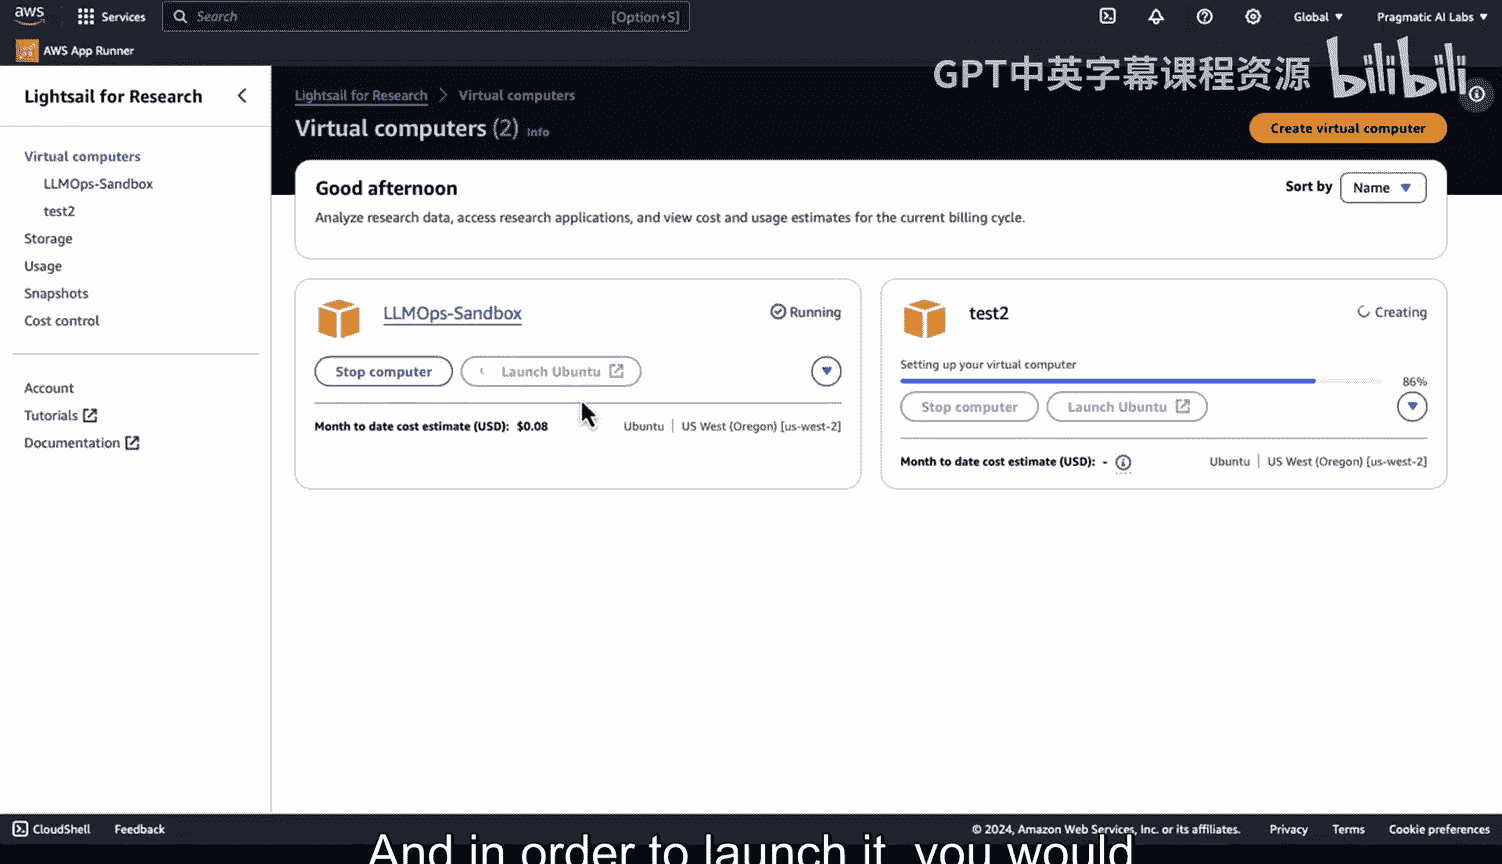 aws Services Search [Option+S] Global Pragmatic AI Labs
AWS App Runner
GPT中英字幕课程资源 bilibili
Lightsail for Research
Virtual computers
LLMOps-Sandbox
test2
Storage
Usage
Snapshots
Cost control
Account
Tutorials
Documentation
Lightsail for Research Virtual computers
Virtual computers (2) Info
Create virtual computer
Good afternoon
Sort by Name
Analyze research data, access research applications, and view cost and usage estimates for the current billing cycle.
LLMOps-Sandbox Running
Stop computer Launch Ubuntu
Month to date cost estimate (USD): $0.08 Ubuntu US West (Oregon) [us-west-2]
test2 Creating
Setting up your virtual computer
86%
Stop computer Launch Ubuntu
Month to date cost estimate (USD): - Ubuntu US West (Oregon) [us-west-2]
CloudShell Feedback © 2024, Amazon Web Services, Inc. or its affiliates. Privacy Terms Cookie preferences
And in order to launch it, you would